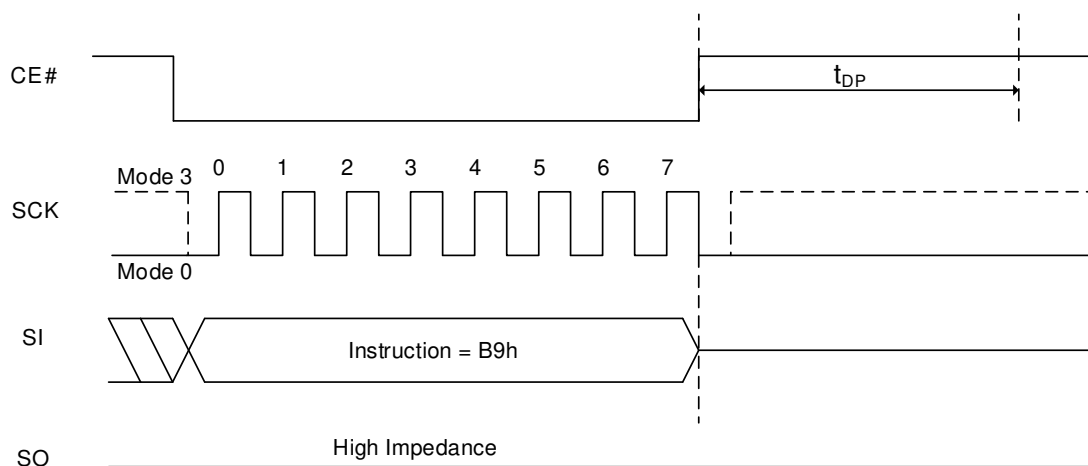 CE#
tDP
Mode 3
0 1 2 3 4 5 6 7
SCK
Mode 0
SI
Instruction = B9h
High Impedance
SO